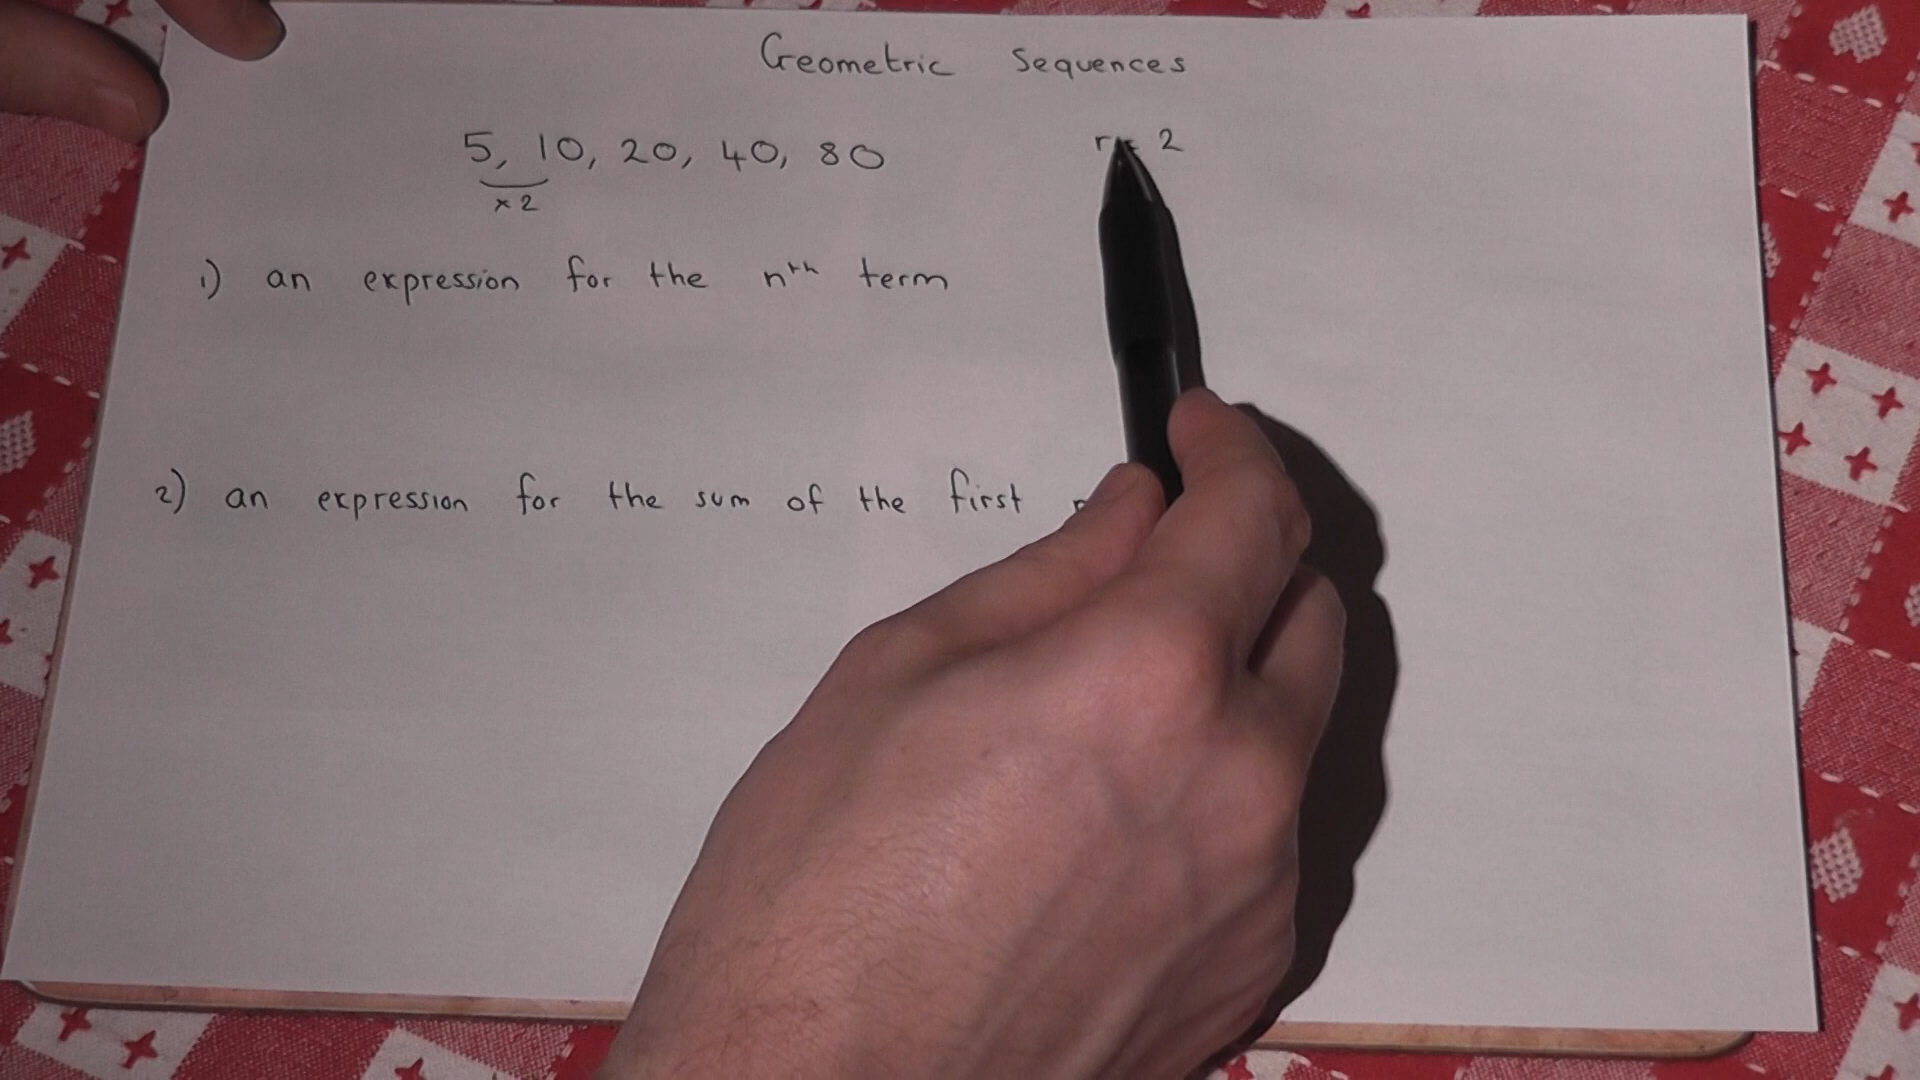 Geometric Sequences
5, 10, 20, 40, 80 r = 2
×2
1) an expression for the nᵗʰ term
2) an expression for the sum of the first